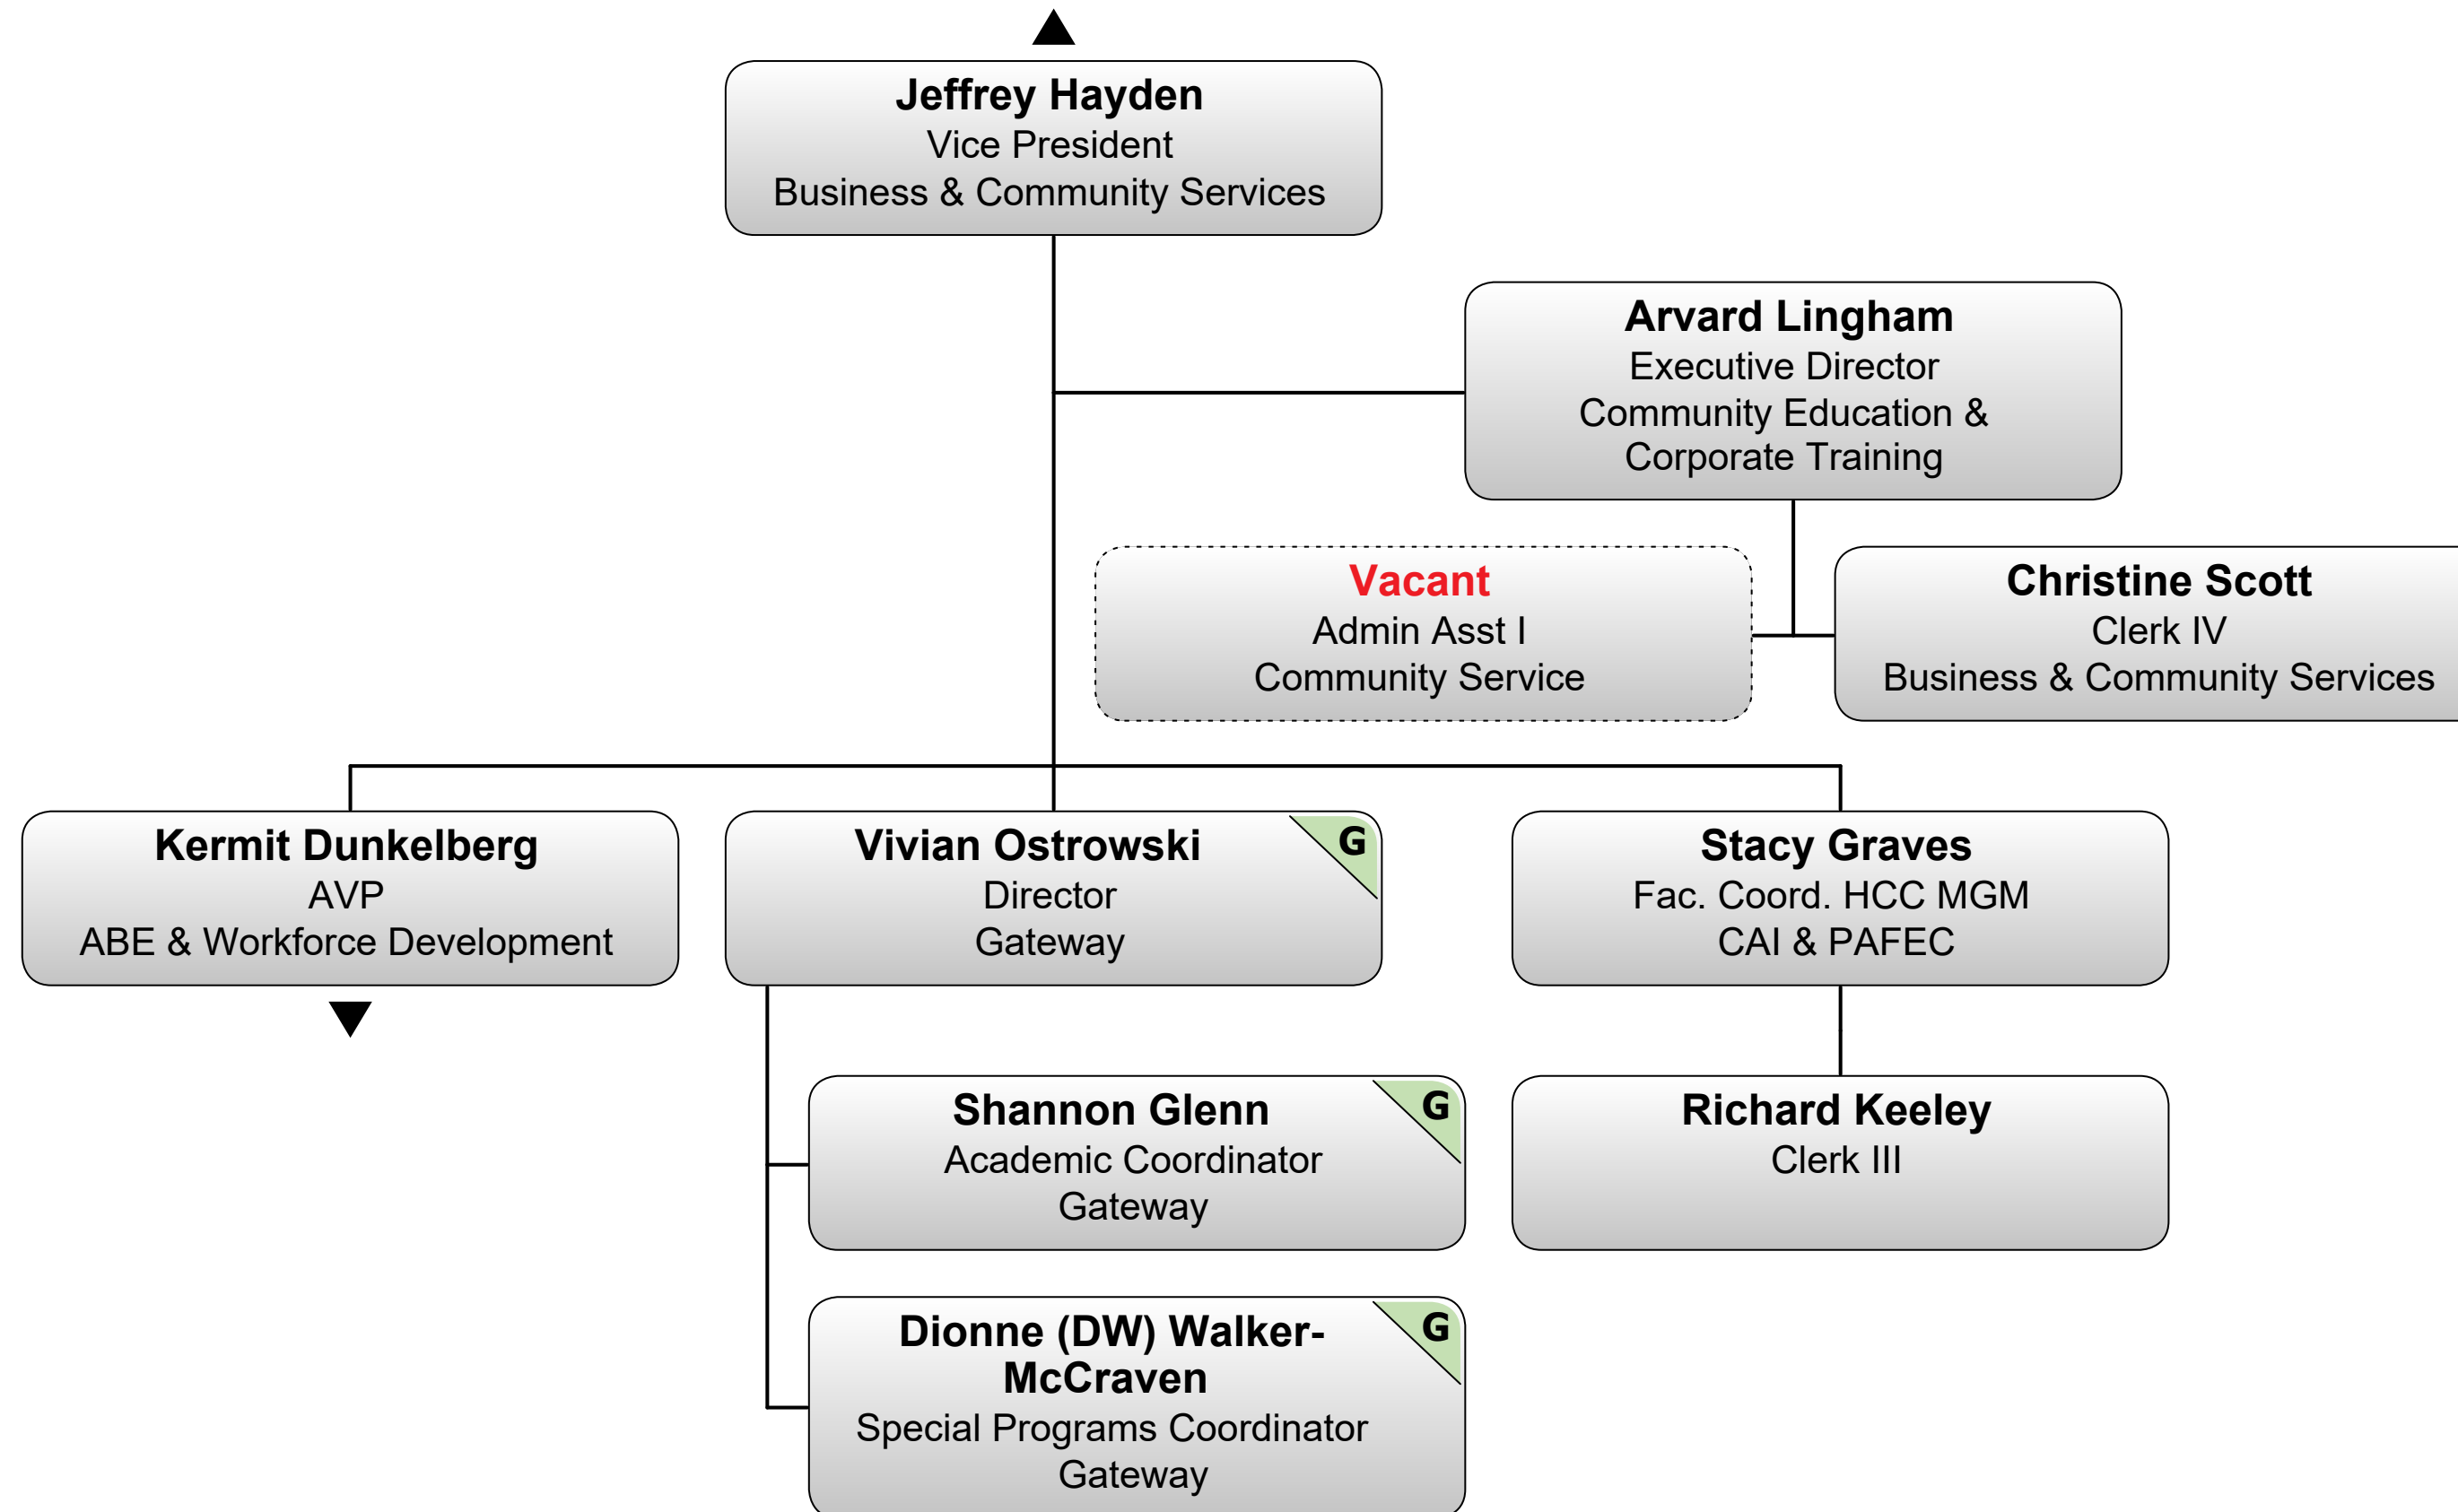 Jeffrey Hayden
Vice President
Business & Community Services
Arvard Lingham
Executive Director
Community Education &
Corporate Training
Vacant
Admin Asst I
Community Service
Christine Scott
Clerk IV
Business & Community Services
Kermit Dunkelberg
AVP
ABE & Workforce Development
Vivian Ostrowski
G
Director
Gateway
Stacy Graves
Fac. Coord. HCC MGM
CAI & PAFEC
Shannon Glenn
G
Academic Coordinator
Gateway
Richard Keeley
Clerk III
Dionne (DW) Walker-
McCraven
G
Special Programs Coordinator
Gateway